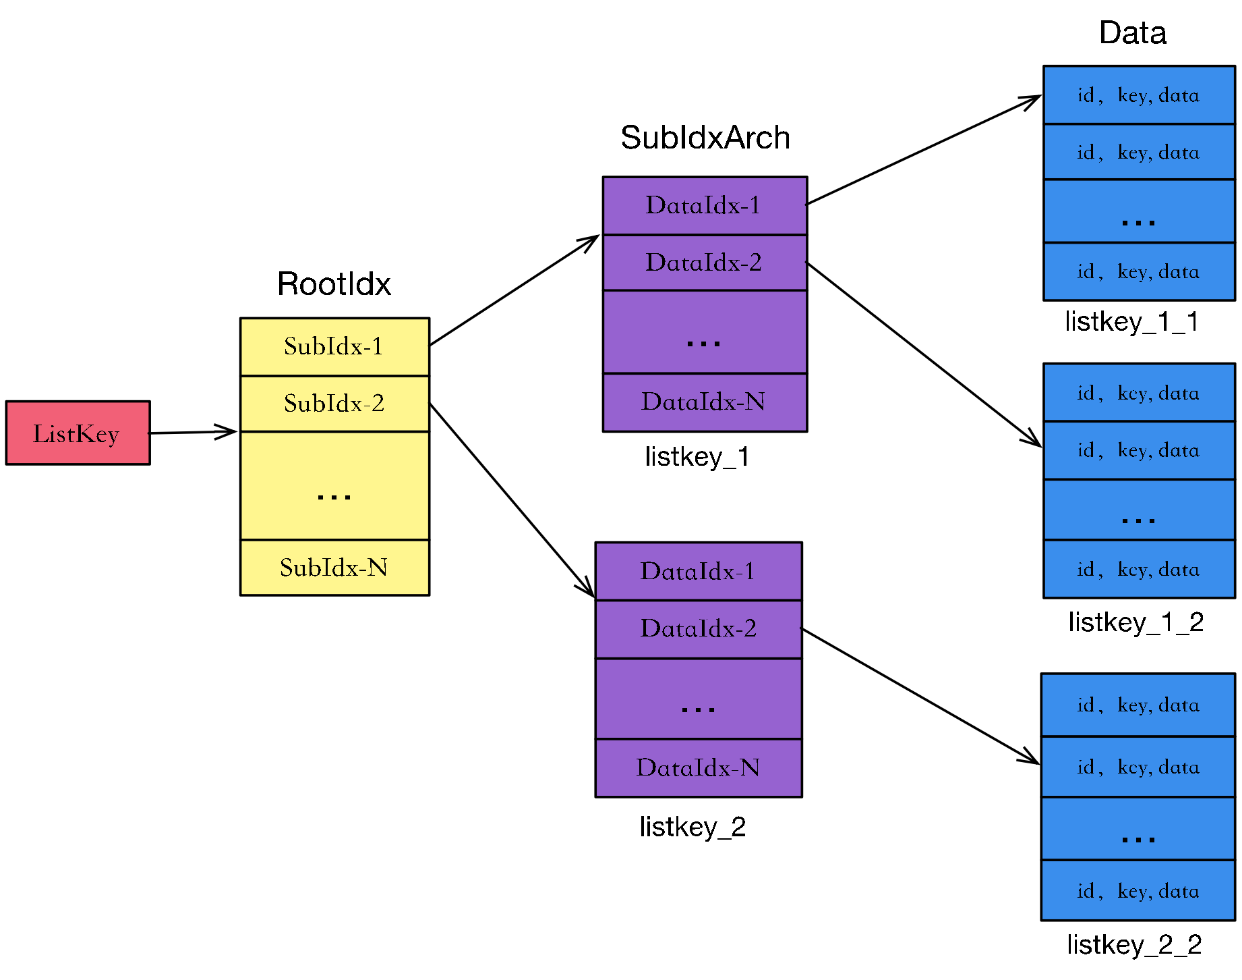 ListKey
RootIdx
SubIdx-1
SubIdx-2
...
SubIdx-N
SubIdxArch
DataIdx-1
DataIdx-2
...
DataIdx-N
listkey_1
DataIdx-1
DataIdx-2
...
DataIdx-N
listkey_2
Data
id, key, data
id, key, data
...
id, key, data
listkey_1_1
id, key, data
id, key, data
...
id, key, data
listkey_1_2
id, key, data
id, key, data
...
id, key, data
listkey_2_2